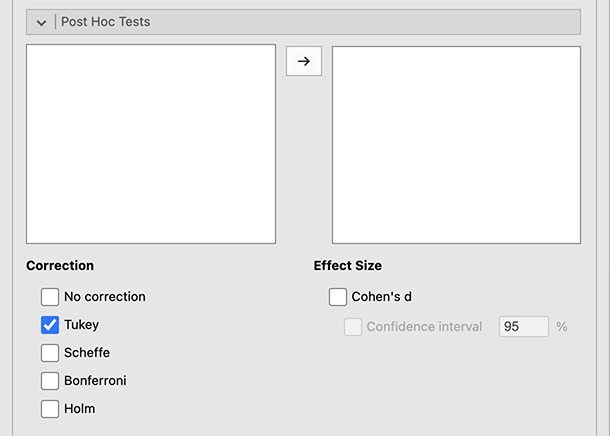 Post Hoc Tests
→
Correction
Effect Size
No correction
Cohen's d
Tukey
Confidence interval 95 %
Scheffe
Bonferroni
Holm